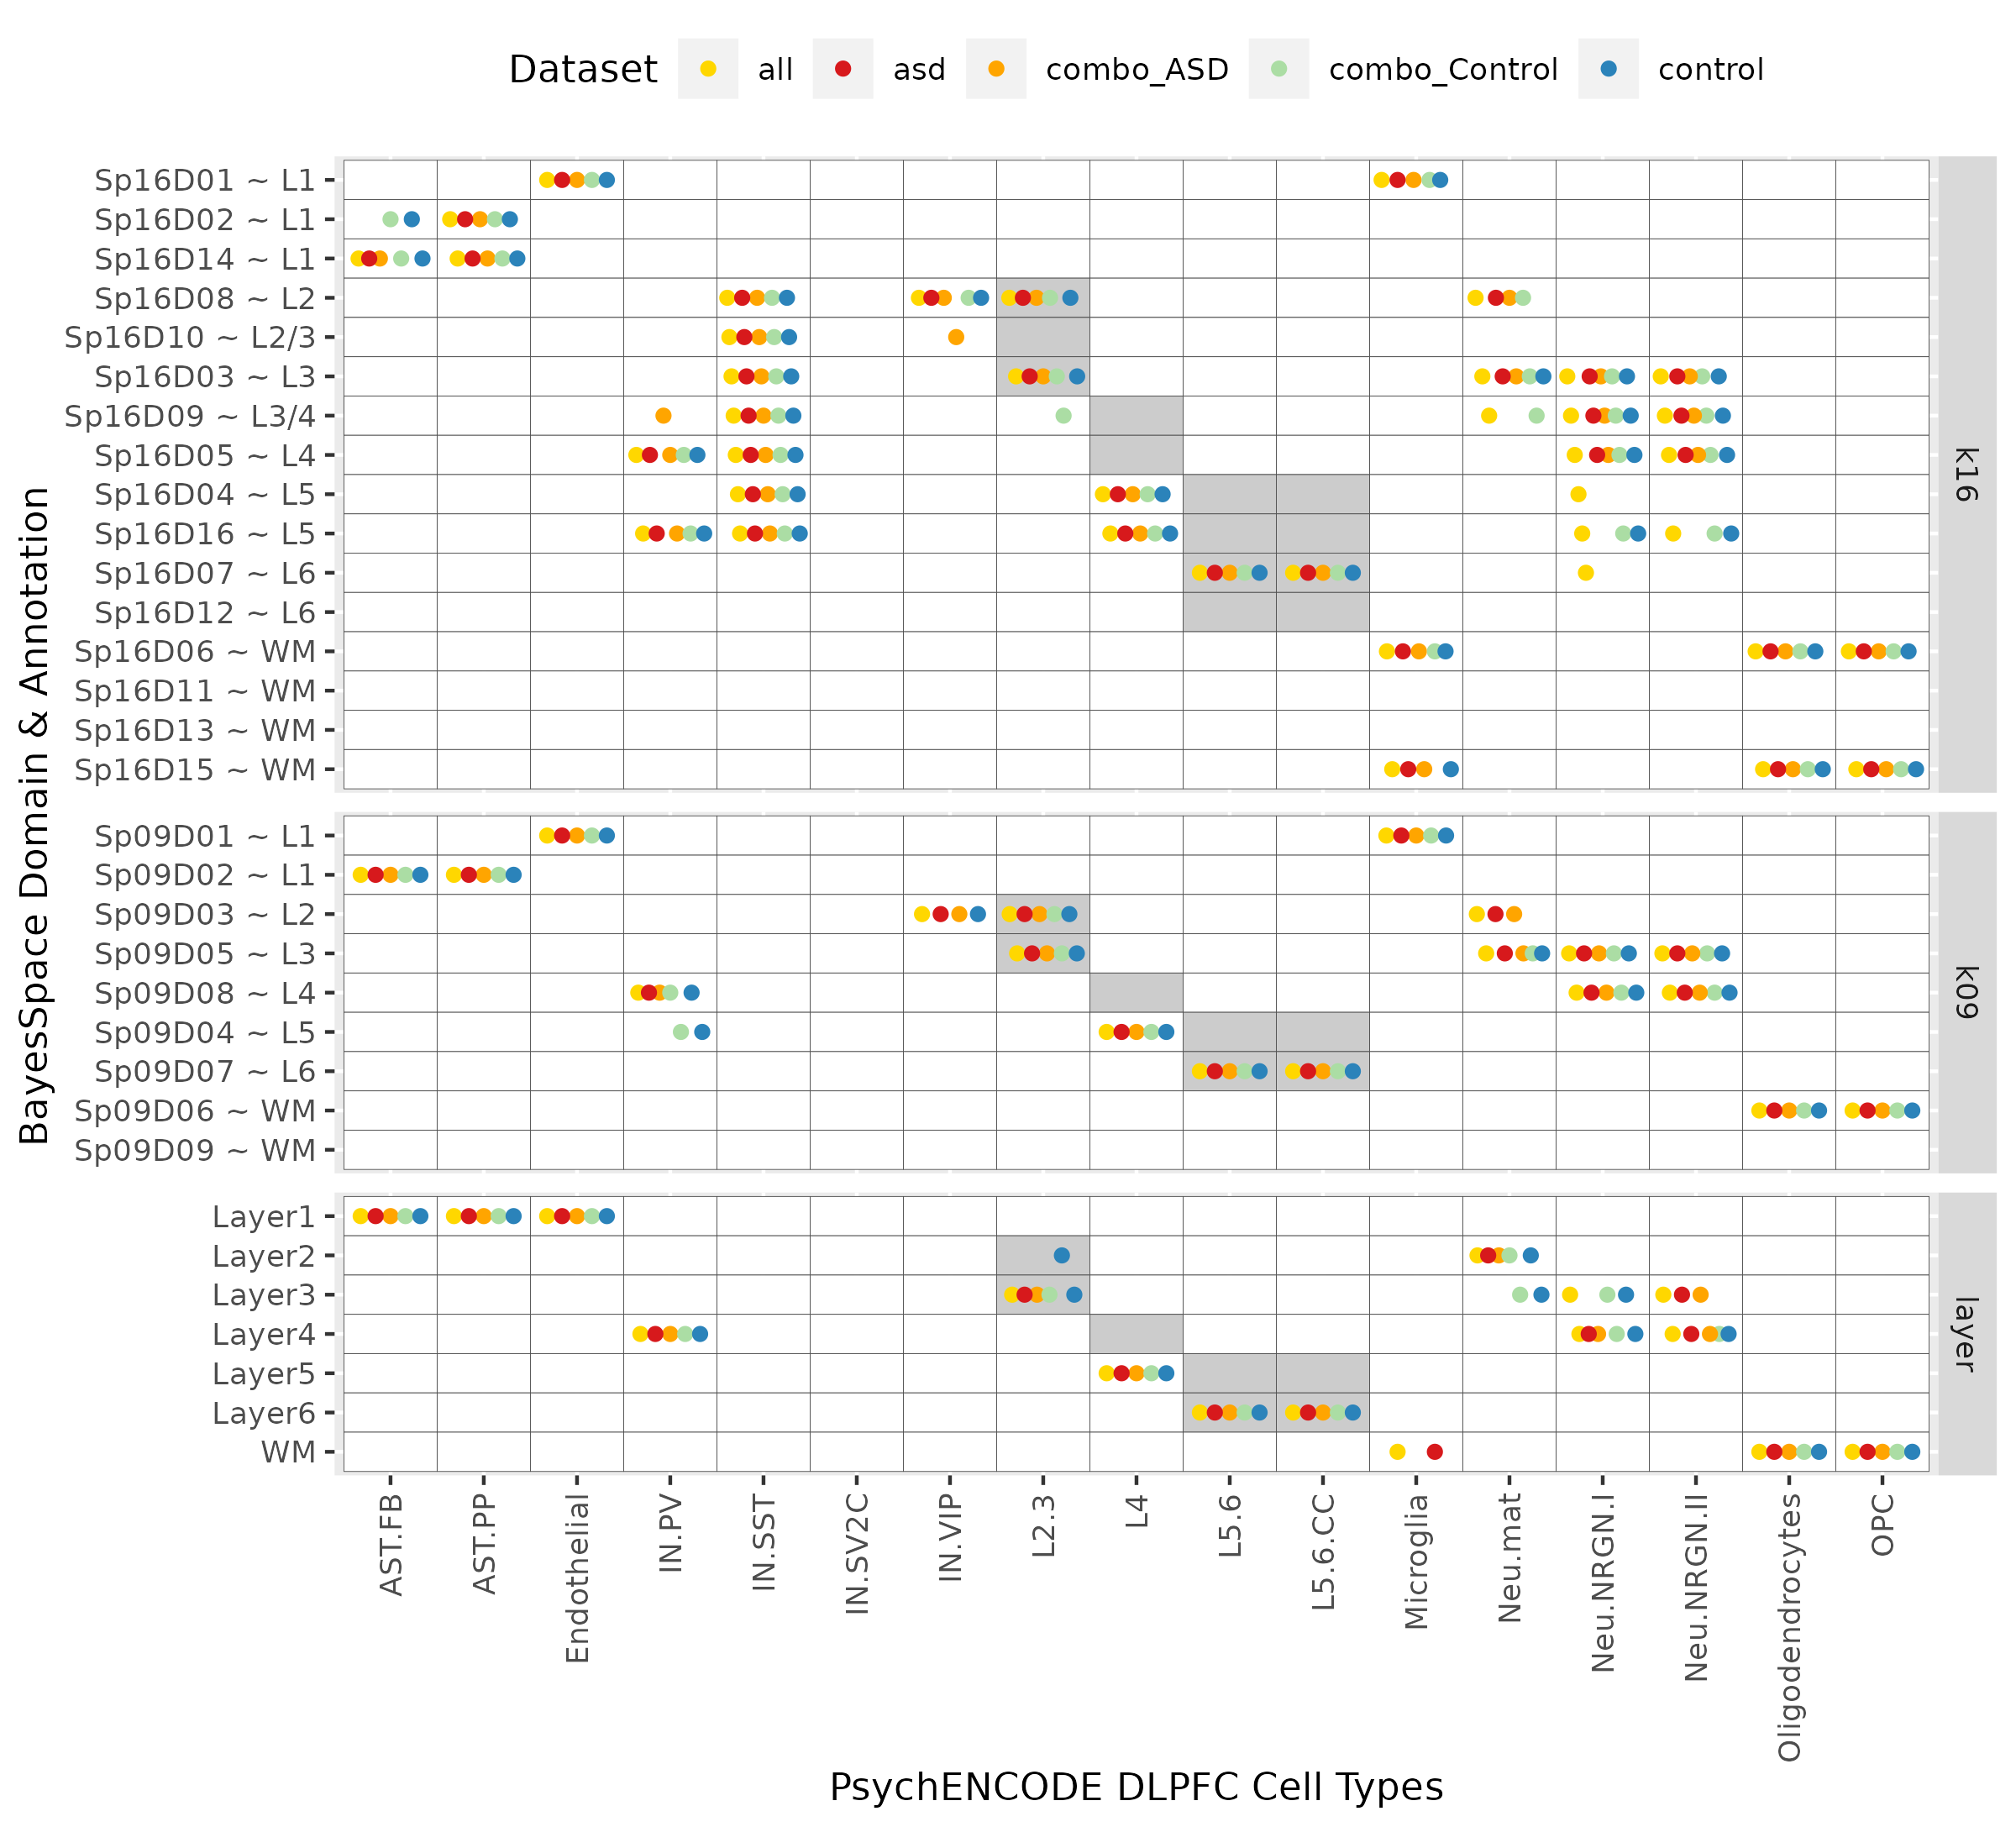 Dataset all asd combo_ASD combo_Control control
BayesSpace Domain & Annotation
Sp16D01 ~ L1
Sp16D02 ~ L1
Sp16D14 ~ L1
Sp16D08 ~ L2
Sp16D10 ~ L2/3
Sp16D03 ~ L3
Sp16D09 ~ L3/4
Sp16D05 ~ L4
Sp16D04 ~ L5
Sp16D16 ~ L5
Sp16D07 ~ L6
Sp16D12 ~ L6
Sp16D06 ~ WM
Sp16D11 ~ WM
Sp16D13 ~ WM
Sp16D15 ~ WM
k16
Sp09D01 ~ L1
Sp09D02 ~ L1
Sp09D03 ~ L2
Sp09D05 ~ L3
Sp09D08 ~ L4
Sp09D04 ~ L5
Sp09D07 ~ L6
Sp09D06 ~ WM
Sp09D09 ~ WM
k09
Layer1
Layer2
Layer3
Layer4
Layer5
Layer6
WM
layer
AST.FB
AST.PP
Endothelial
IN.PV
IN.SST
IN.SV2C
IN.VIP
L2.3
L4
L5.6
L5.6.CC
Microglia
Neu.mat
Neu.NRGN.I
Neu.NRGN.II
Oligodendrocytes
OPC
PsychENCODE DLPFC Cell Types